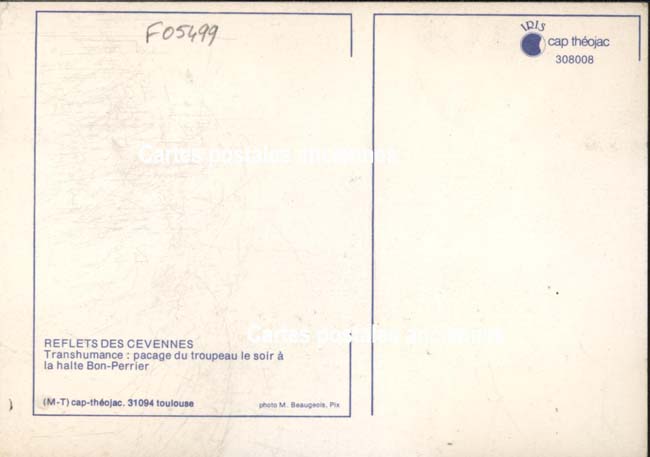 F05499
IRIS
cap théojac
308008
Cartes postales anciennes
Cartes postales anciennes
REFLETS DES CEVENNES
Transhumance : pacage du troupeau le soir à
la halte Bon-Perrier
(M-T) cap-théojac. 31094 toulouse
photo M. Beaugeois, Pix